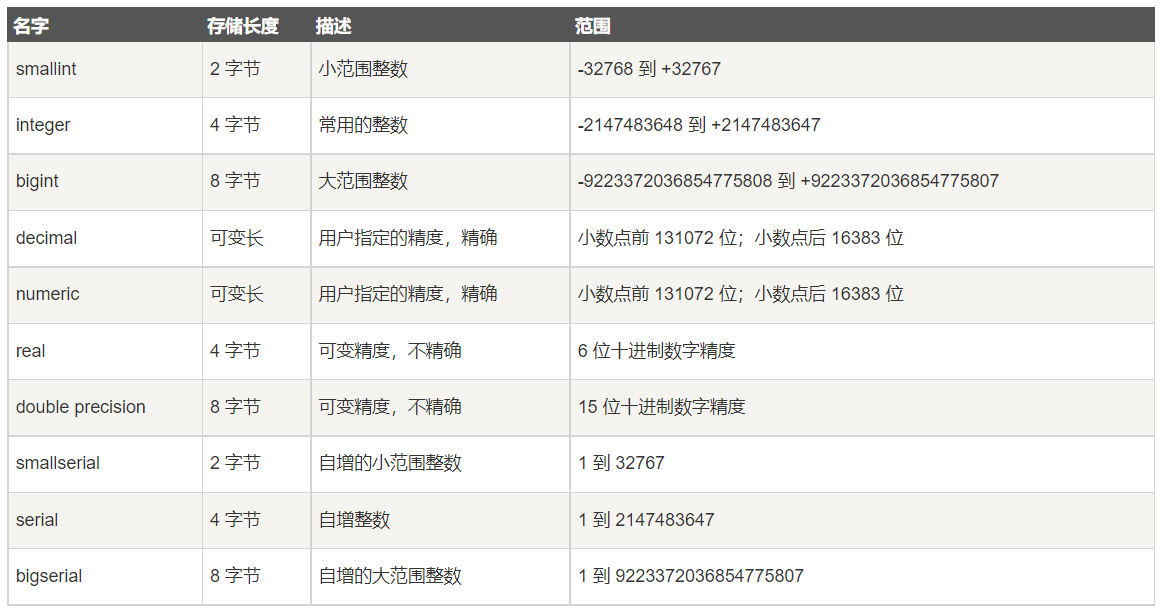 名字 存储长度 描述 范围
smallint 2 字节 小范围整数 -32768 到 +32767
integer 4 字节 常用的整数 -2147483648 到 +2147483647
bigint 8 字节 大范围整数 -9223372036854775808 到 +9223372036854775807
decimal 可变长 用户指定的精度，精确 小数点前 131072 位；小数点后 16383 位
numeric 可变长 用户指定的精度，精确 小数点前 131072 位；小数点后 16383 位
real 4 字节 可变精度，不精确 6 位十进制数字精度
double precision 8 字节 可变精度，不精确 15 位十进制数字精度
smallserial 2 字节 自增的小范围整数 1 到 32767
serial 4 字节 自增整数 1 到 2147483647
bigserial 8 字节 自增的大范围整数 1 到 9223372036854775807